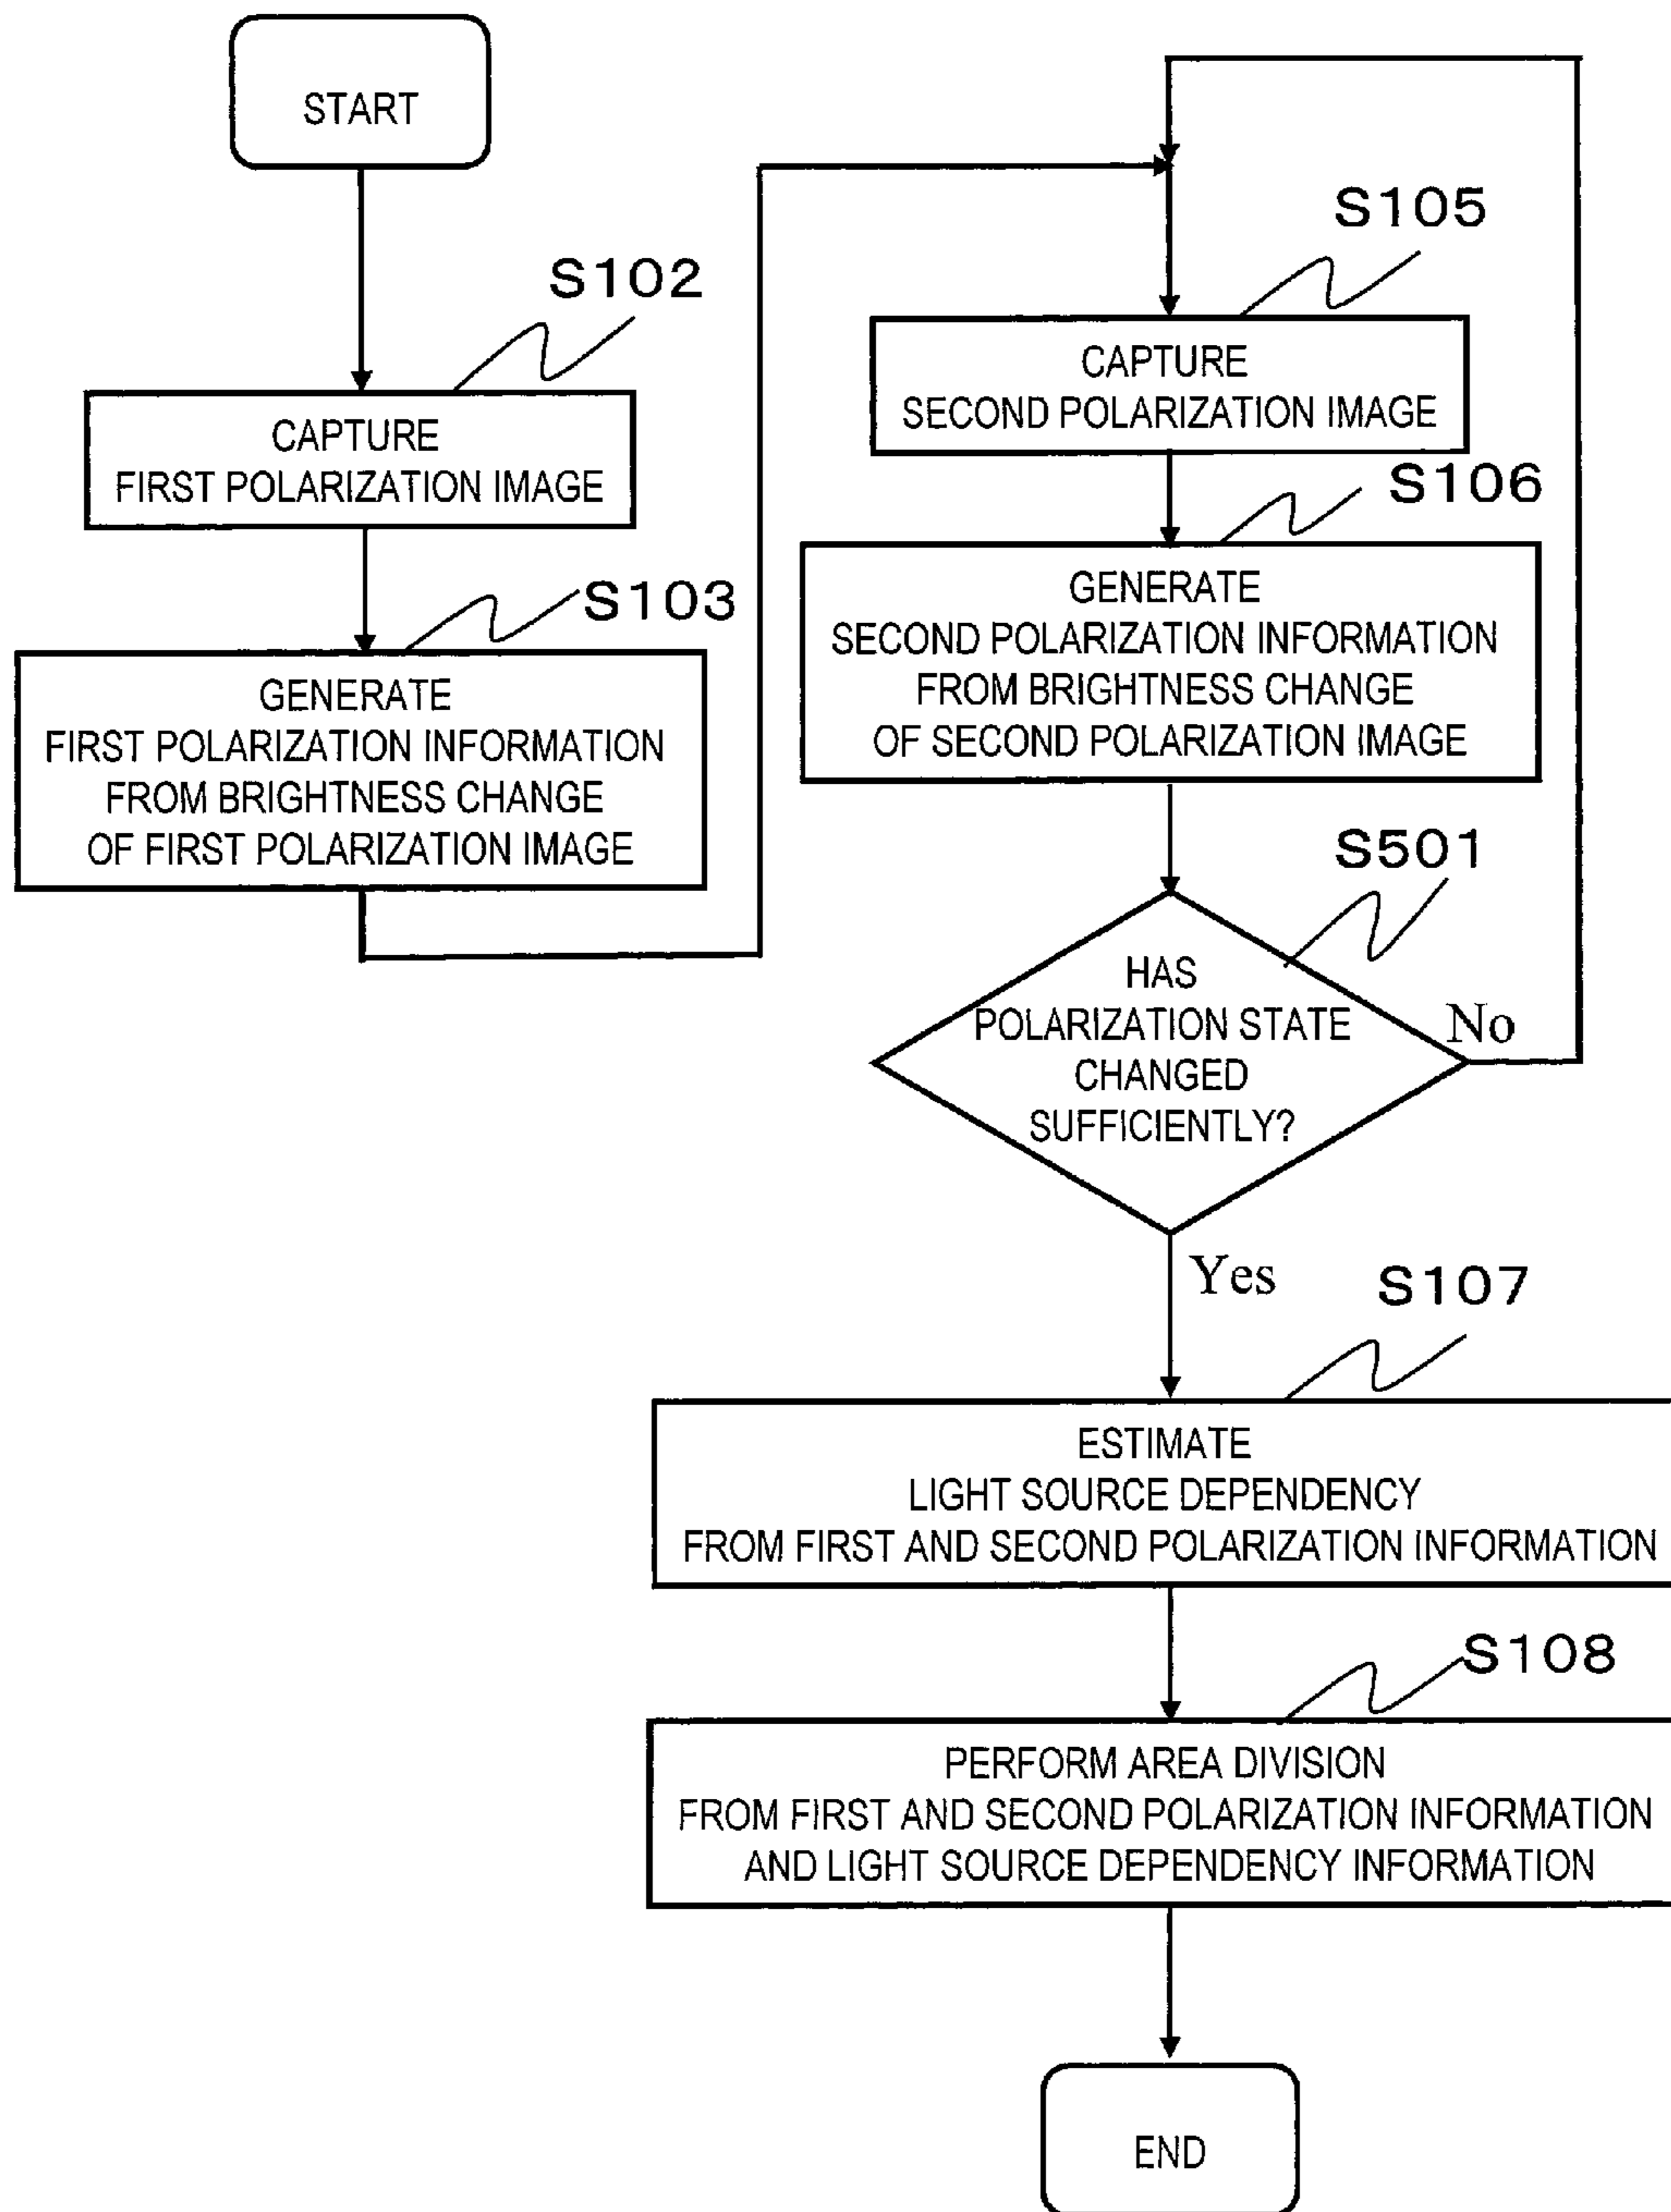 START
S102
CAPTURE
FIRST POLARIZATION IMAGE
S103
GENERATE
FIRST POLARIZATION INFORMATION
FROM BRIGHTNESS CHANGE
OF FIRST POLARIZATION IMAGE
S105
CAPTURE
SECOND POLARIZATION IMAGE
S106
GENERATE
SECOND POLARIZATION INFORMATION
FROM BRIGHTNESS CHANGE
OF SECOND POLARIZATION IMAGE
S501
HAS
POLARIZATION STATE
CHANGED
SUFFICIENTLY?
No
Yes
S107
ESTIMATE
LIGHT SOURCE DEPENDENCY
FROM FIRST AND SECOND POLARIZATION INFORMATION
S108
PERFORM AREA DIVISION
FROM FIRST AND SECOND POLARIZATION INFORMATION
AND LIGHT SOURCE DEPENDENCY INFORMATION
END